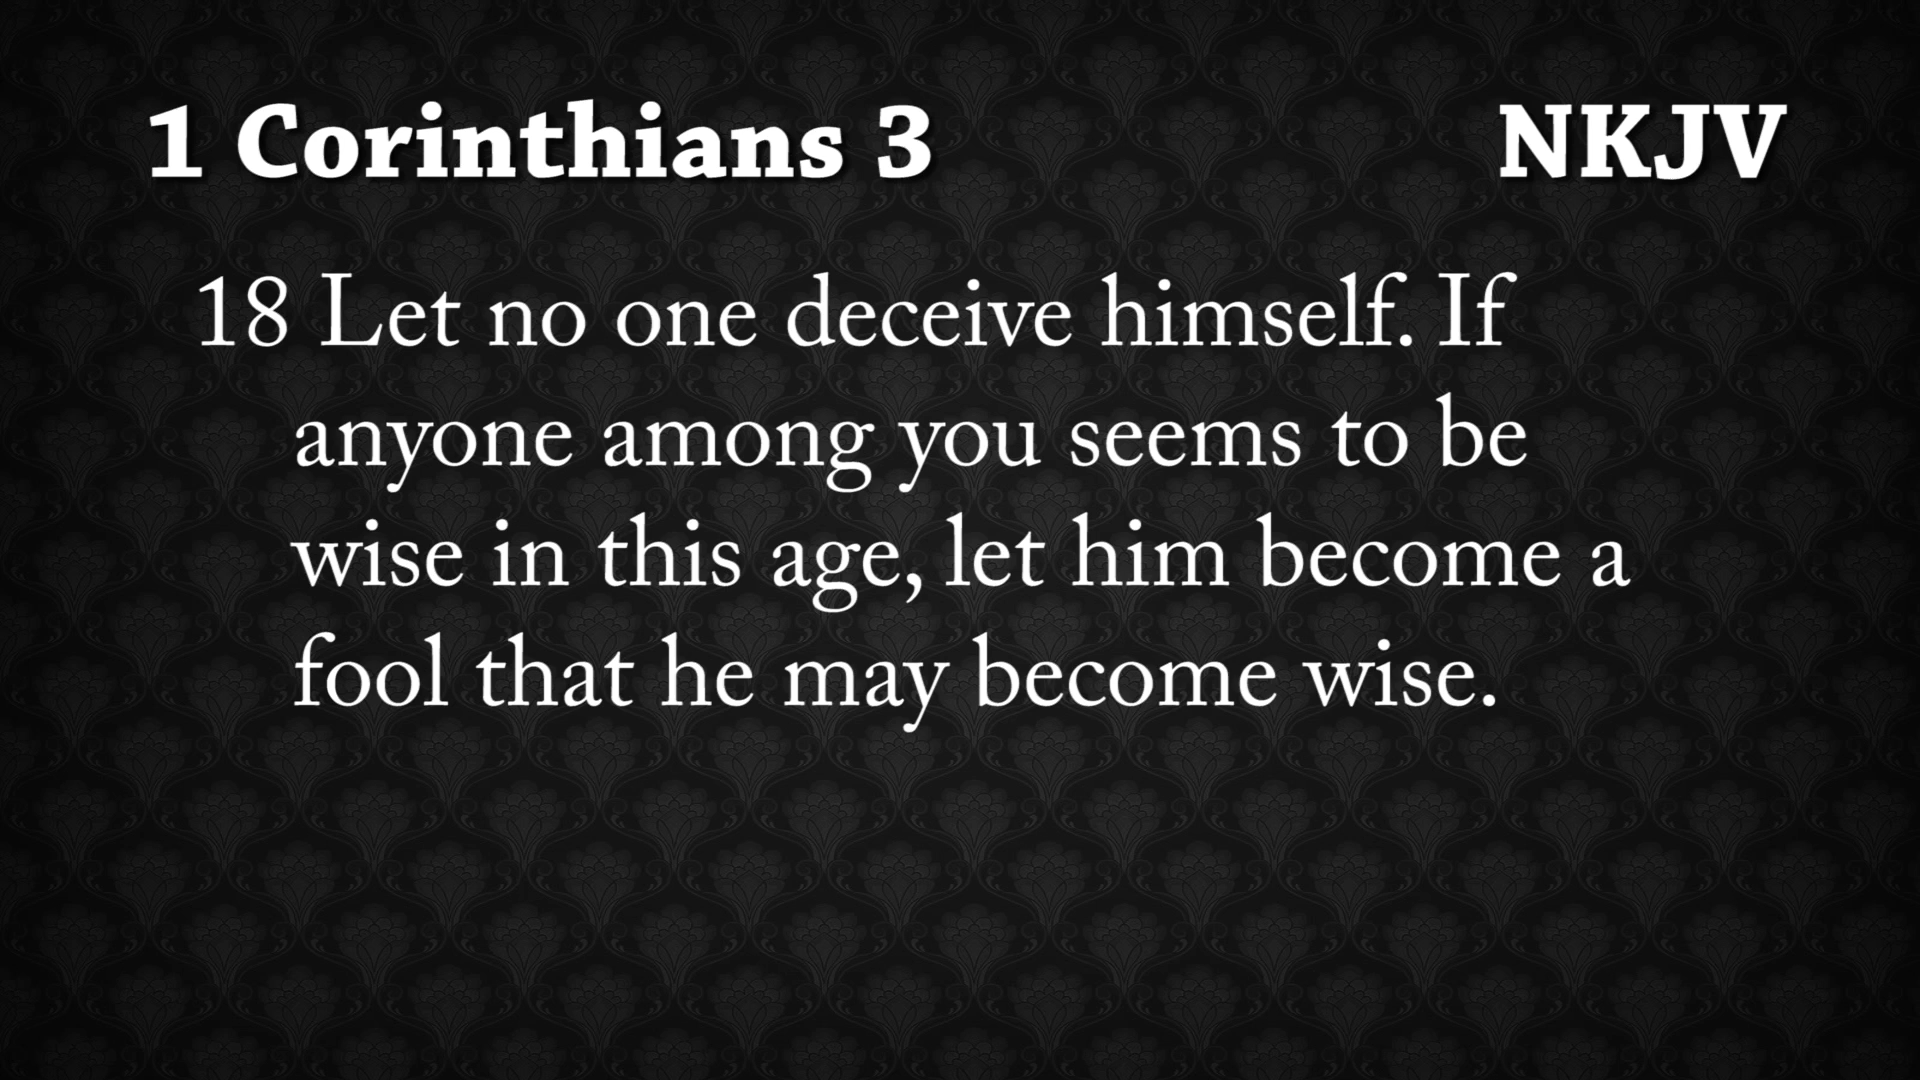 1 Corinthians 3 NKJV
18 Let no one deceive himself. If
anyone among you seems to be
wise in this age, let him become a
fool that he may become wise.